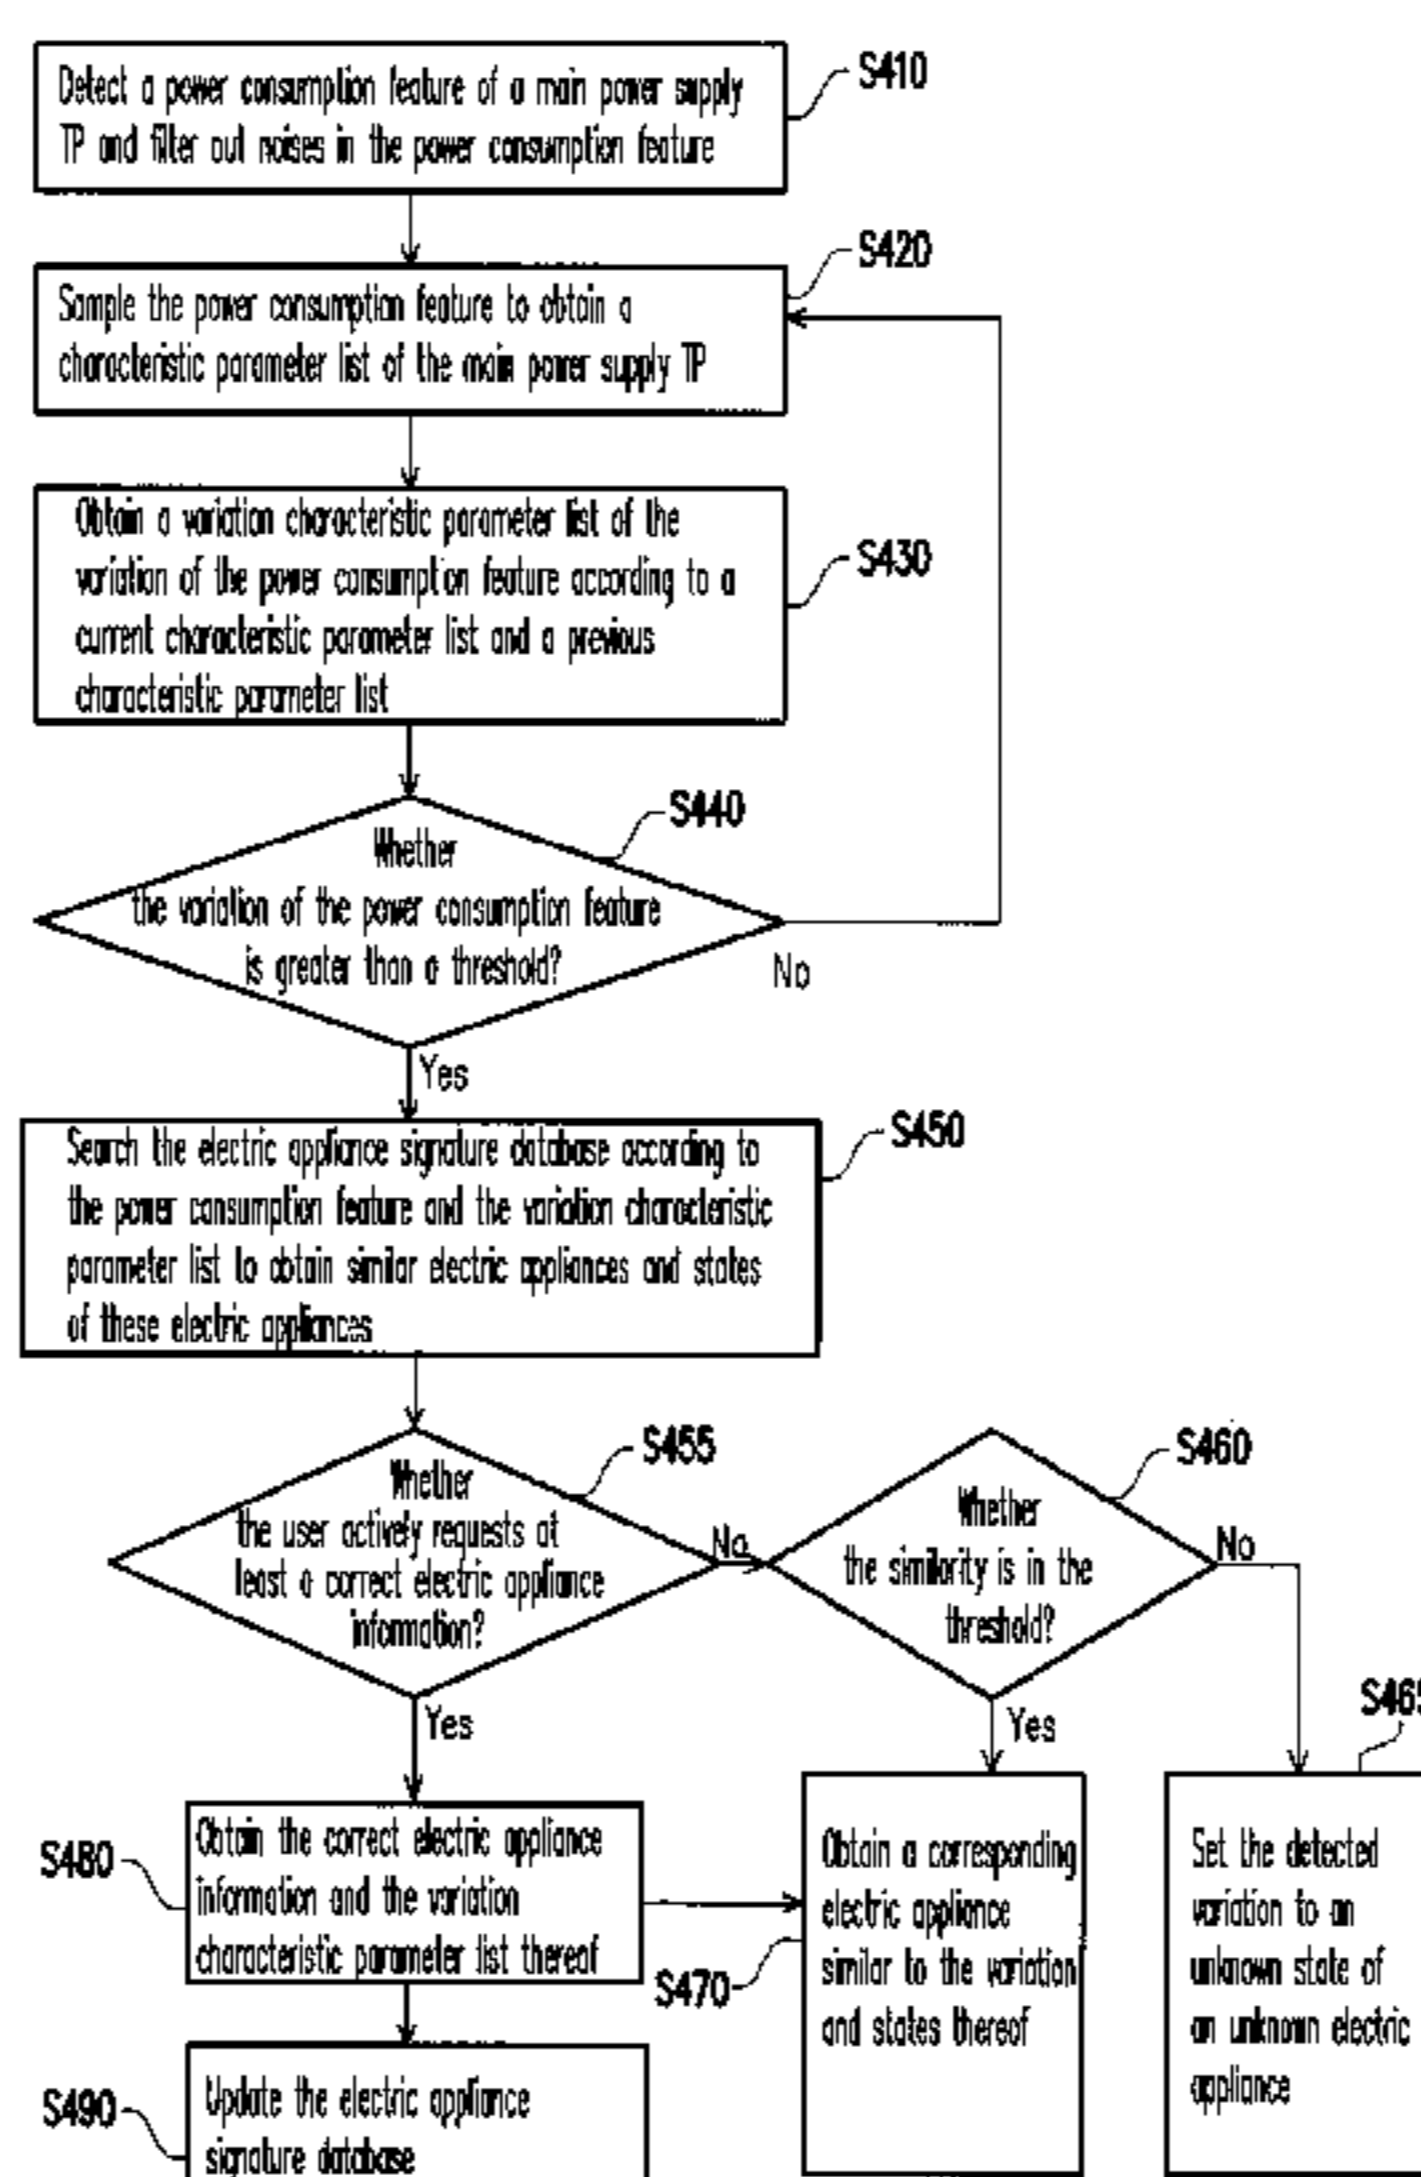 Detect a power consumption feature of a main power supply
TP and filter out noises in the power consumption feature
S410
S420
Sample the power consumption feature to obtain a
characteristic parameter list of the main power supply TP
Obtain a variation characteristic parameter list of the
variation of the power consumption feature according to a
current characteristic parameter list and a previous
characteristic parameter list
S430
S440
Whether
the variation of the power consumption feature
is greater than a threshold?
No
Yes
S450
Search the electric appliance signature database according to
the power consumption feature and the variation characteristic
parameter list to obtain similar electric appliances and states
of these electric appliances
S455
Whether
the user actively requests at
least a correct electric appliance
information?
No
Yes
S460
Whether
the similarity is in the
threshold?
No
Yes
S465
S480
Obtain the correct electric appliance
information and the variation
characteristic parameter list thereof
S470
Obtain a corresponding
electric appliance
similar to the variation
and states thereof
Set the detected
variation to an
unknown state of
an unknown electric
appliance
S490
Update the electric appliance
signature database